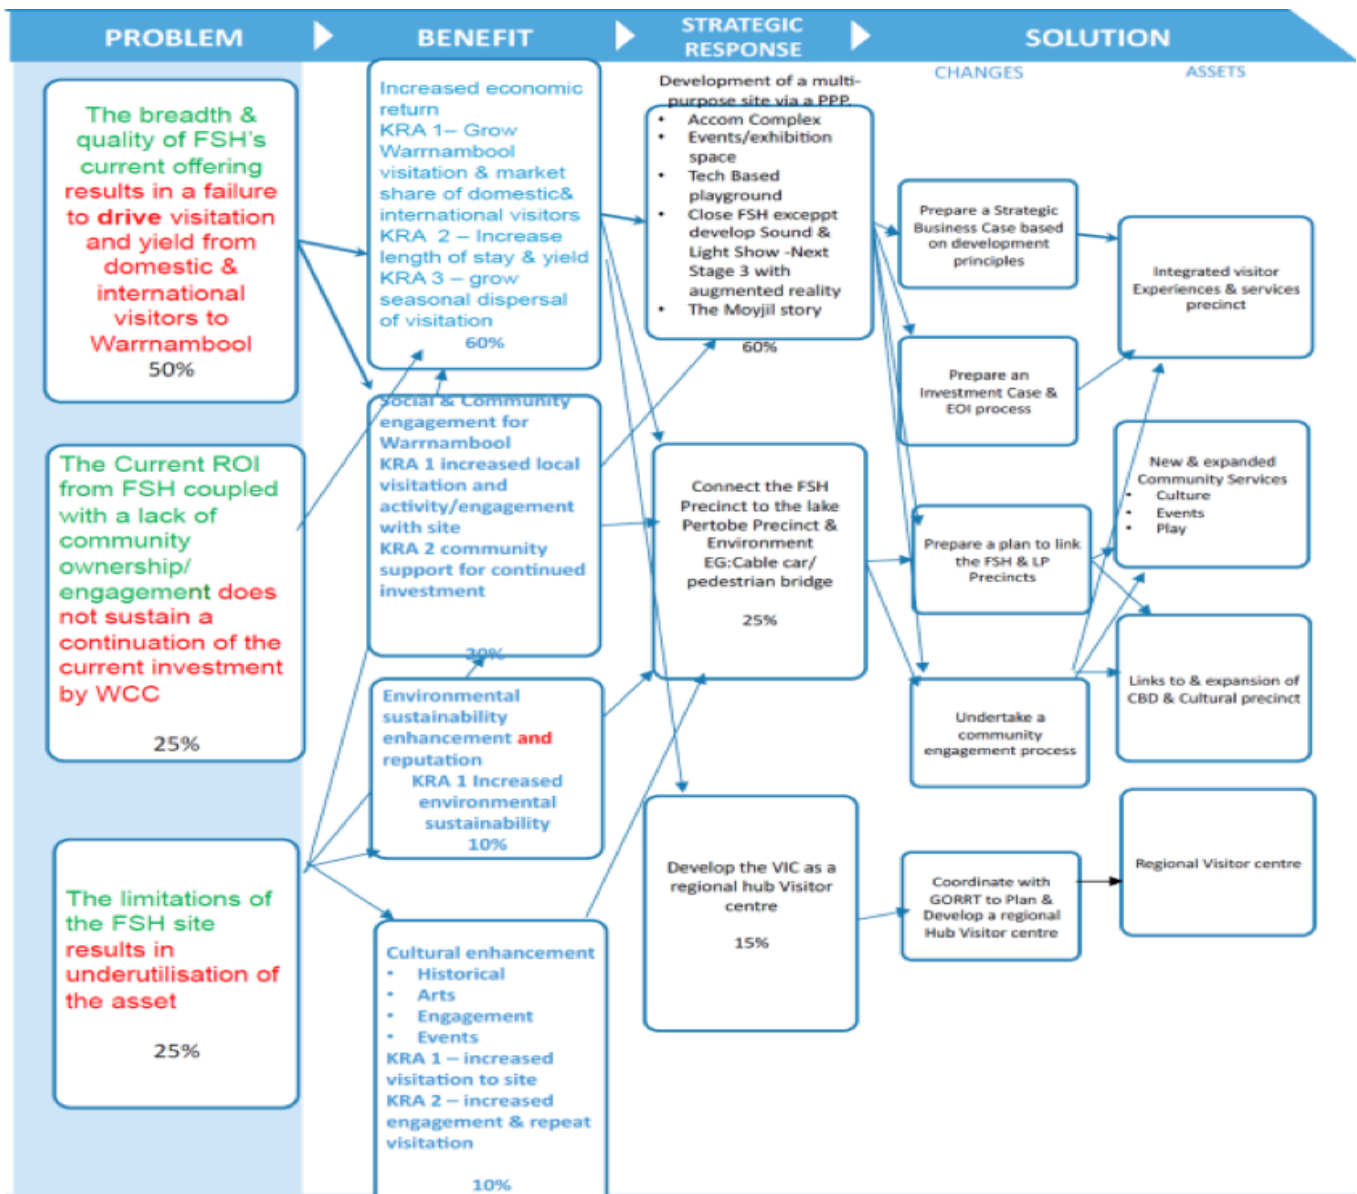 PROBLEM
BENEFIT
STRATEGIC
RESPONSE
SOLUTION
CHANGES
ASSETS
The breadth &
quality of FSH's
current offering
results in a failure
to drive visitation
and yield from
domestic &
international
visitors to
Warrnambool
50%
The Current ROI
from FSH coupled
with a lack of
community
ownership/
engagement does
not sustain a
continuation of the
current investment
by WCC
25%
The limitations of
the FSH site
results in
underutilisation of
the asset
25%
Increased economic
return
KRA 1– Grow
Warrnambool
visitation & market
share of domestic&
international visitors
KRA 2 – Increase
length of stay & yield
KRA 3 – grow
seasonal dispersal
of visitation
60%
Social & Community
engagement for
Warrnambool
KRA 1 increased local
visitation and
activity/engagement
with site
KRA 2 community
support for continued
investment
20%
Environmental
sustainability
enhancement and
reputation
KRA 1 Increased
environmental
sustainability
10%
Cultural enhancement
• Historical
• Arts
• Engagement
• Events
KRA 1 – increased
visitation to site
KRA 2 – increased
engagement & repeat
visitation
10%
Development of a multi-
purpose site via a PPP.
• Accom Complex
• Events/exhibition
space
• Tech Based
playground
• Close FSH exceppt
develop Sound &
Light Show -Next
Stage 3 with
augmented reality
• The Moyjil story
60%
Connect the FSH
Precinct to the lake
Pertobe Precinct &
Environment
EG:Cable car/
pedestrian bridge
25%
Develop the VIC as a
regional hub Visitor
centre
15%
Prepare a Strategic
Business Case based
on development
principles
Prepare an
Investment Case &
EOI process
Prepare a plan to link
the FSH & LP
Precincts
Undertake a
community
engagement process
Coordinate with
GORRT to Plan &
Develop a regional
Hub Visitor centre
Integrated visitor
Experiences & services
precinct
New & expanded
Community Services
• Culture
• Events
• Play
Links to & expansion of
CBD & Cultural precinct
Regional Visitor centre